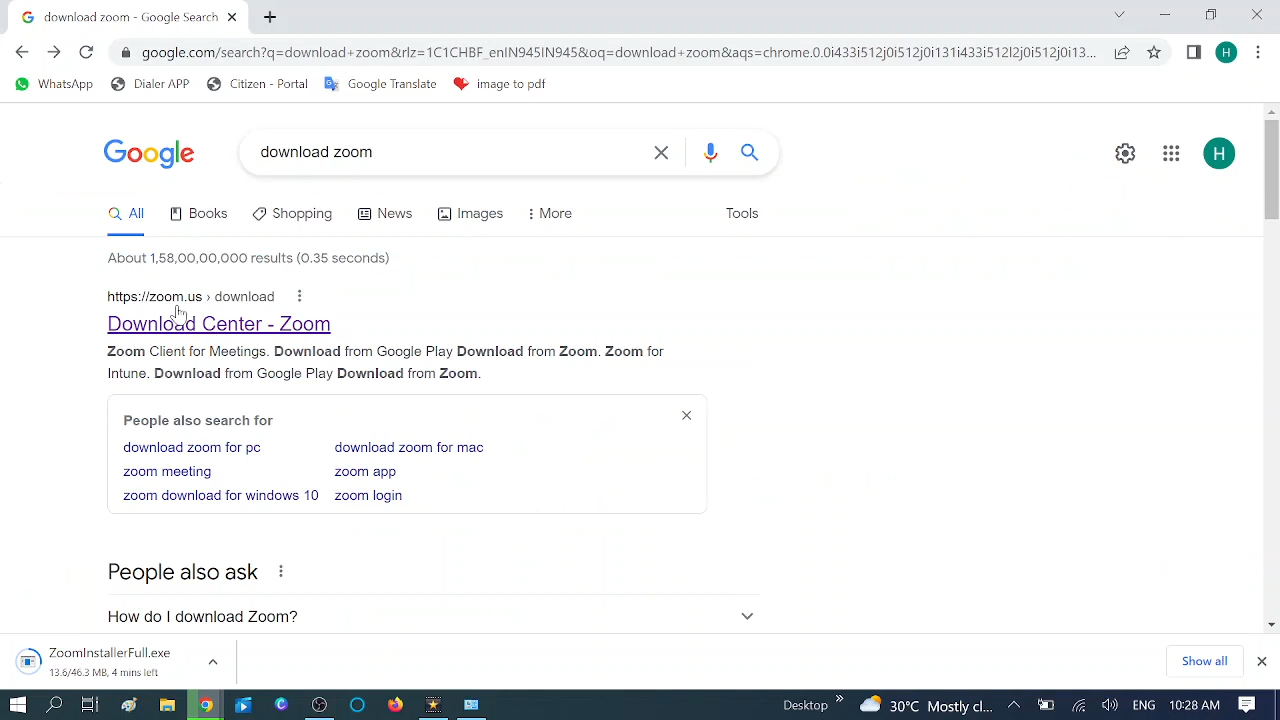 download zoom - Google Search
google.com/search?q=download+zoom&rlz=1C1CHBF_enIN945IN945&oq=download+zoom&aqs=chrome.0.0i433i512j0i512j0i131i433i512l2j0i512j0i13...
H
WhatsApp
Dialer APP
Citizen - Portal
Google Translate
image to pdf
Google
download zoom
H
All
Books
Shopping
News
Images
More
Tools
About 1,58,00,00,000 results (0.35 seconds)
https://zoom.us › download
Download Center - Zoom
Zoom Client for Meetings. Download from Google Play Download from Zoom. Zoom for
Intune. Download from Google Play Download from Zoom.
People also search for
download zoom for pc
download zoom for mac
zoom meeting
zoom app
zoom download for windows 10
zoom login
People also ask
How do I download Zoom?
ZoomInstallerFull.exe
13.6/46.3 MB, 4 mins left
Show all
Desktop
30°C Mostly cl...
ENG
10:28 AM